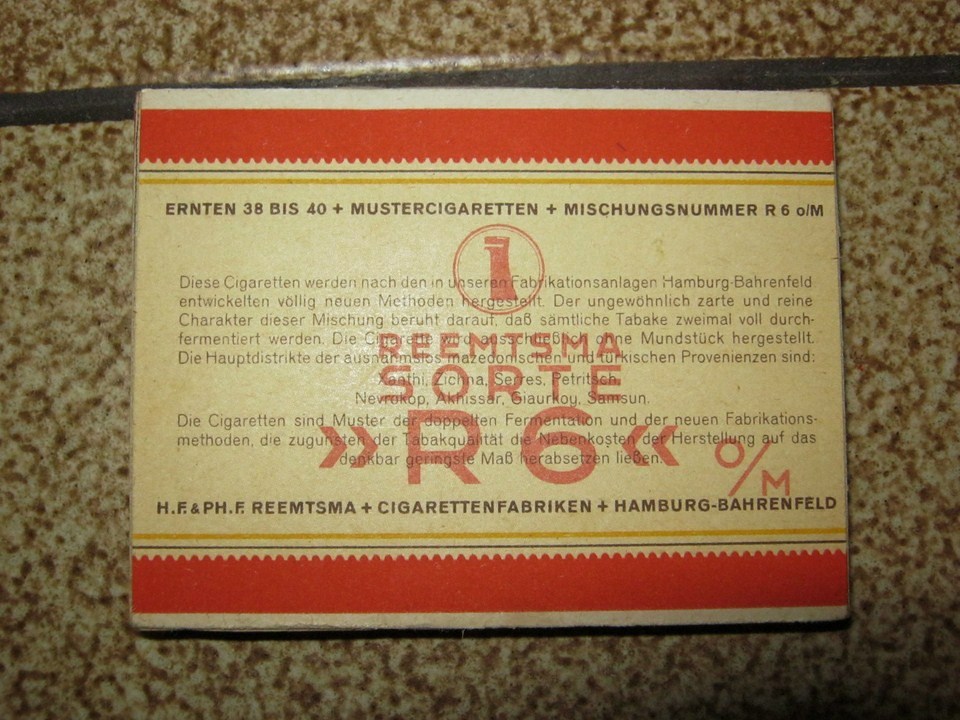 ERNTEN 38 BIS 40 + MUSTERCIGARETTEN + MISCHUNGSNUMMER R 6 o/M
Diese Cigaretten werden nach den in unseren Fabrikationsanlagen Hamburg-Bahrenfeld
entwickelten völlig neuen Methoden hergestellt. Der ungewöhnlich zarte und reine
Charakter dieser Mischung beruht darauf, daß sämtliche Tabake zweimal voll durch-
fermentiert werden. Die Cigarette wird ausschließlich ohne Mundstück hergestellt.
Die Hauptdistrikte der ausnahmslos mazedonischen und türkischen Provenienzen sind:
Xanthi, Zichna, Serres, Petritsch,
Nevrokop, Akhissar, Giaurkoy, Samsun.
Die Cigaretten sind Muster der doppelten Fermentation und der neuen Fabrikations-
methoden, die zugunsten der Tabakqualität die Nebenkosten der Herstellung auf das
denkbar geringste Maß herabsetzen ließen.
REEMTSMA
SORTE
»R6« o/M
H.F. & PH.F. REEMTSMA + CIGARETTENFABRIKEN + HAMBURG-BAHRENFELD